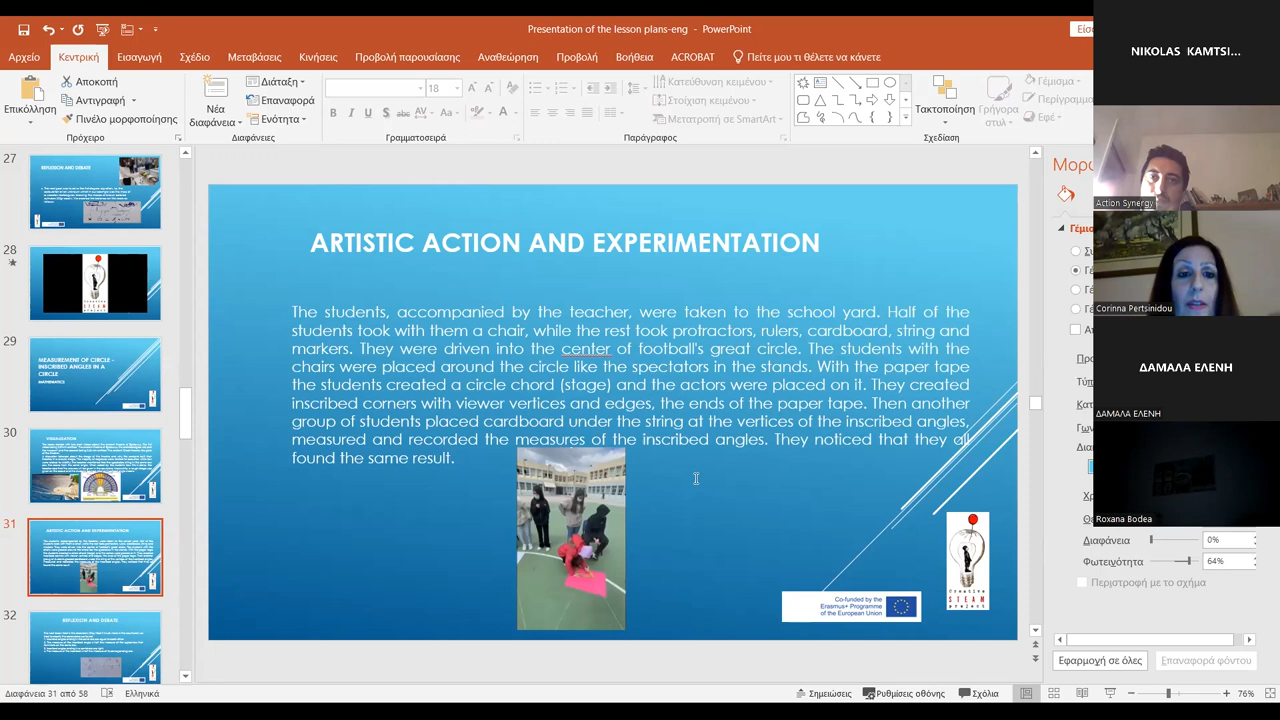 Presentation of the lesson plans-eng - PowerPoint
Αρχείο Κεντρική Εισαγωγή Σχέδιο Μεταβάσεις Κινήσεις Προβολή παρουσίασης Αναθεώρηση Προβολή Βοήθεια ACROBAT Πείτε μου τι θέλετε να κάνετε
Επικόλληση
Αποκοπή
Αντιγραφή
Πινέλο μορφοποίησης
Πρόχειρο
Νέα
διαφάνεια
Διάταξη
Επαναφορά
Ενότητα
Διαφάνειες
18
Γραμματοσειρά
Κατεύθυνση κειμένου
Στοίχιση κειμένου
Μετατροπή σε SmartArt
Παράγραφος
Τακτοποίηση
Γρήγορα
στυλ
Γέμισμα
Περίγραμμα
Εφέ
Σχεδίαση
27
REFLEXION AND DEBATE
28
29
MEASUREMENT OF CIRCLE -
INSCRIBED ANGLES IN A
CIRCLE
MATHEMATICS
30
VISUALISATION
31
ARTISTIC ACTION AND EXPERIMENTATION
32
REFLEXION AND DEBATE
ARTISTIC ACTION AND EXPERIMENTATION
The students, accompanied by the teacher, were taken to the school yard. Half of the
students took with them a chair, while the rest took protractors, rulers, cardboard, string and
markers. They were driven into the center of football's great circle. The students with the
chairs were placed around the circle like the spectators in the stands. With the paper tape
the students created a circle chord (stage) and the actors were placed on it. They created
inscribed corners with viewer vertices and edges, the ends of the paper tape. Then another
group of students placed cardboard under the string at the vertices of the inscribed angles,
measured and recorded the measures of the inscribed angles. They noticed that they all
found the same result.
Co-funded by the
Erasmus+ Programme
of the European Union
Creative
STEAM
project
NIKOLAS KAMTSI...
Action Synergy
Corinna Pertsinidou
ΔΑΜΑΛΑ ΕΛΕΝΗ
ΔΑΜΑΛΑ ΕΛΕΝΗ
Roxana Bodea
Διαφάνεια
0%
Φωτεινότητα
64%
Περιστροφή με το σχήμα
Εφαρμογή σε όλες
Επαναφορά φόντου
Διαφάνεια 31 από 58
Ελληνικά
Σημειώσεις
Ρυθμίσεις οθόνης
Σχόλια
76%